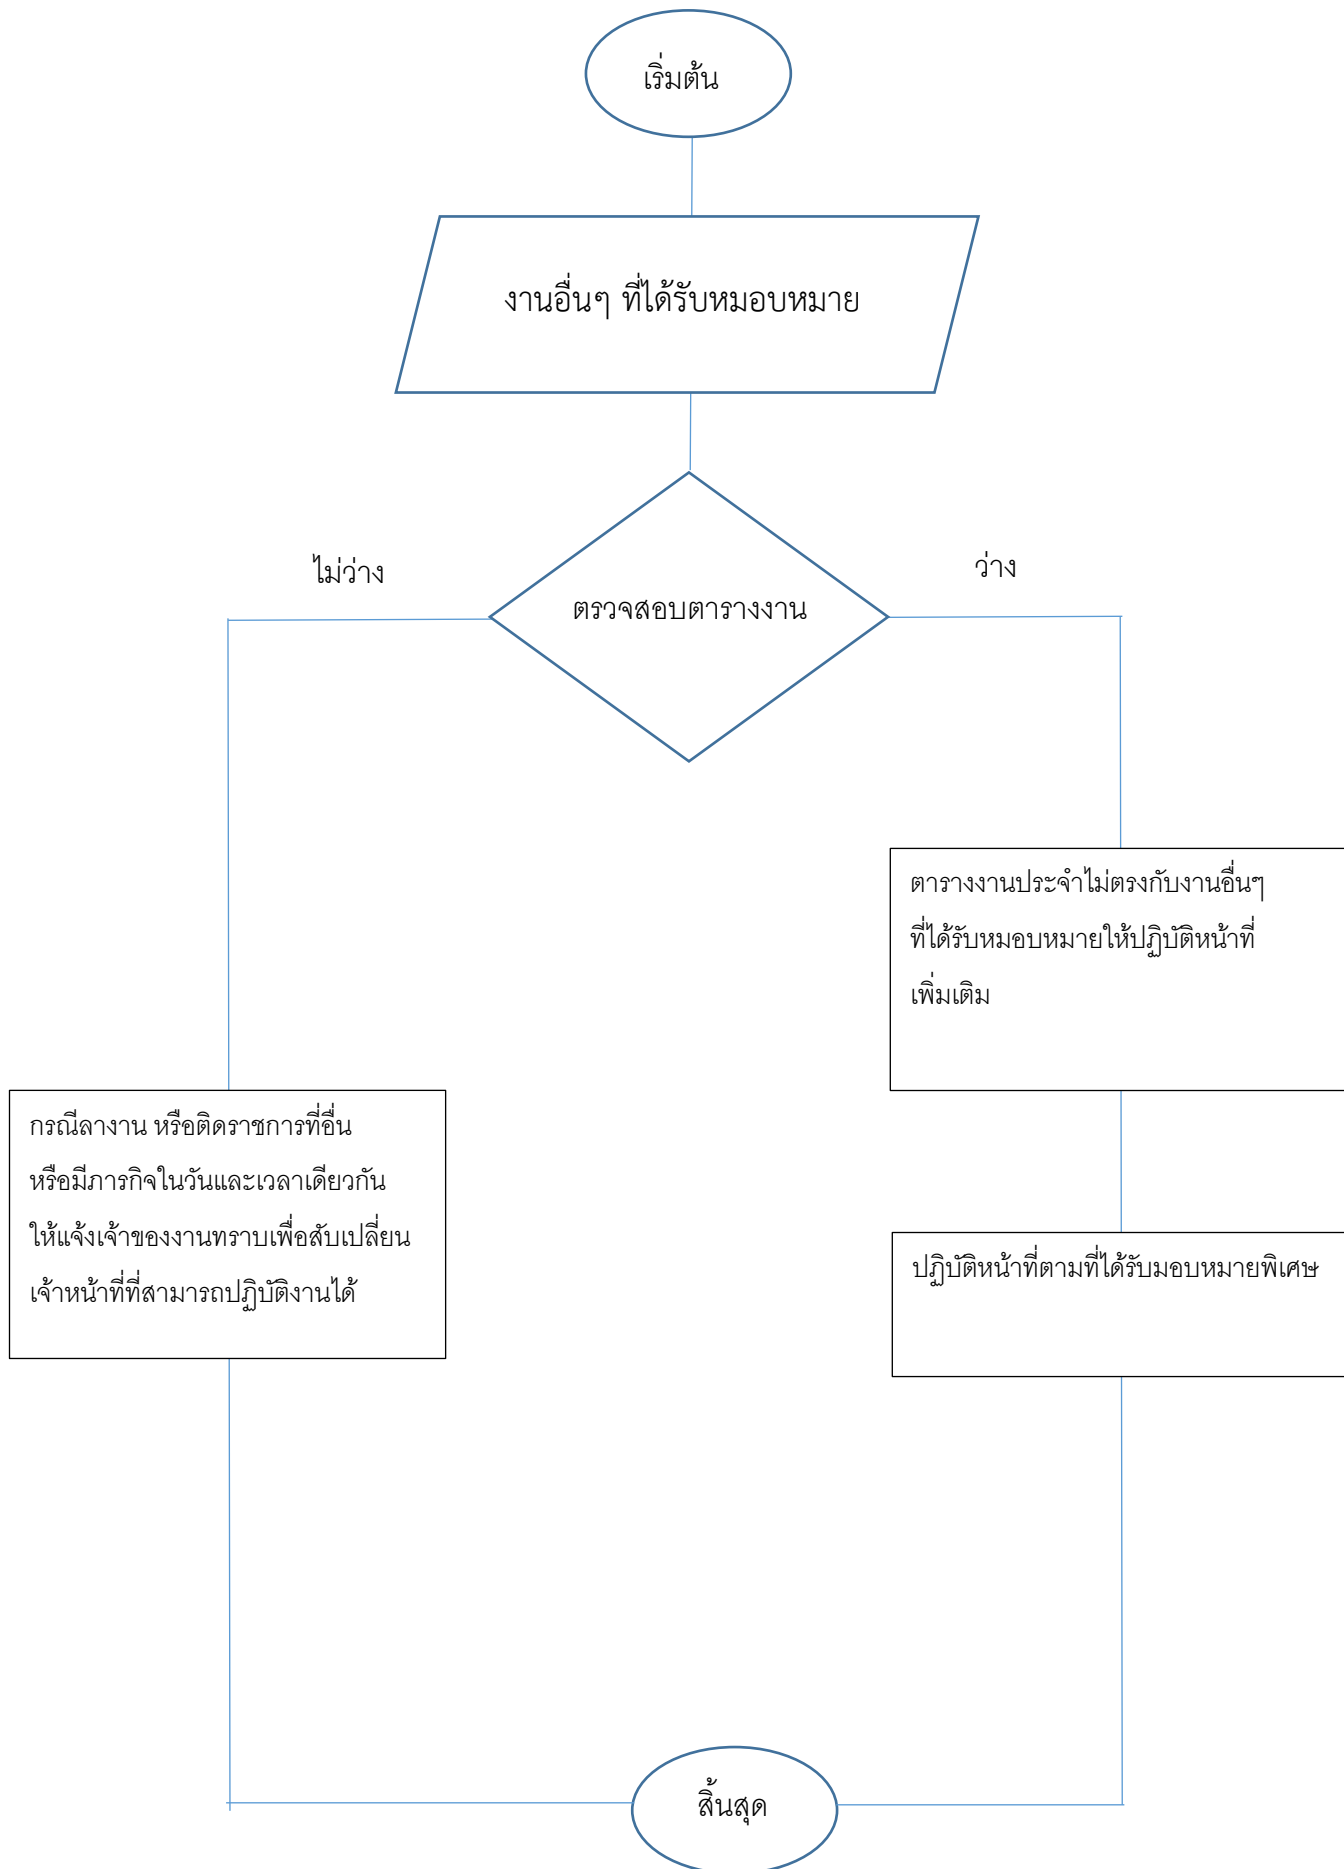 เริ่มต้น
งานอื่นๆ ที่ได้รับหมอบหมาย
ไม่ว่าง
ว่าง
ตรวจสอบตารางงาน
ตารางงานประจำไม่ตรงกับงานอื่นๆ
ที่ได้รับหมอบหมายให้ปฏิบัติหน้าที่
เพิ่มเติม
กรณีลางาน หรือติดราชการที่อื่น
หรือมีภารกิจในวันและเวลาเดียวกัน
ให้แจ้งเจ้าของงานทราบเพื่อสับเปลี่ยน
เจ้าหน้าที่ที่สามารถปฏิบัติงานได้
ปฏิบัติหน้าที่ตามที่ได้รับมอบหมายพิเศษ
สิ้นสุด